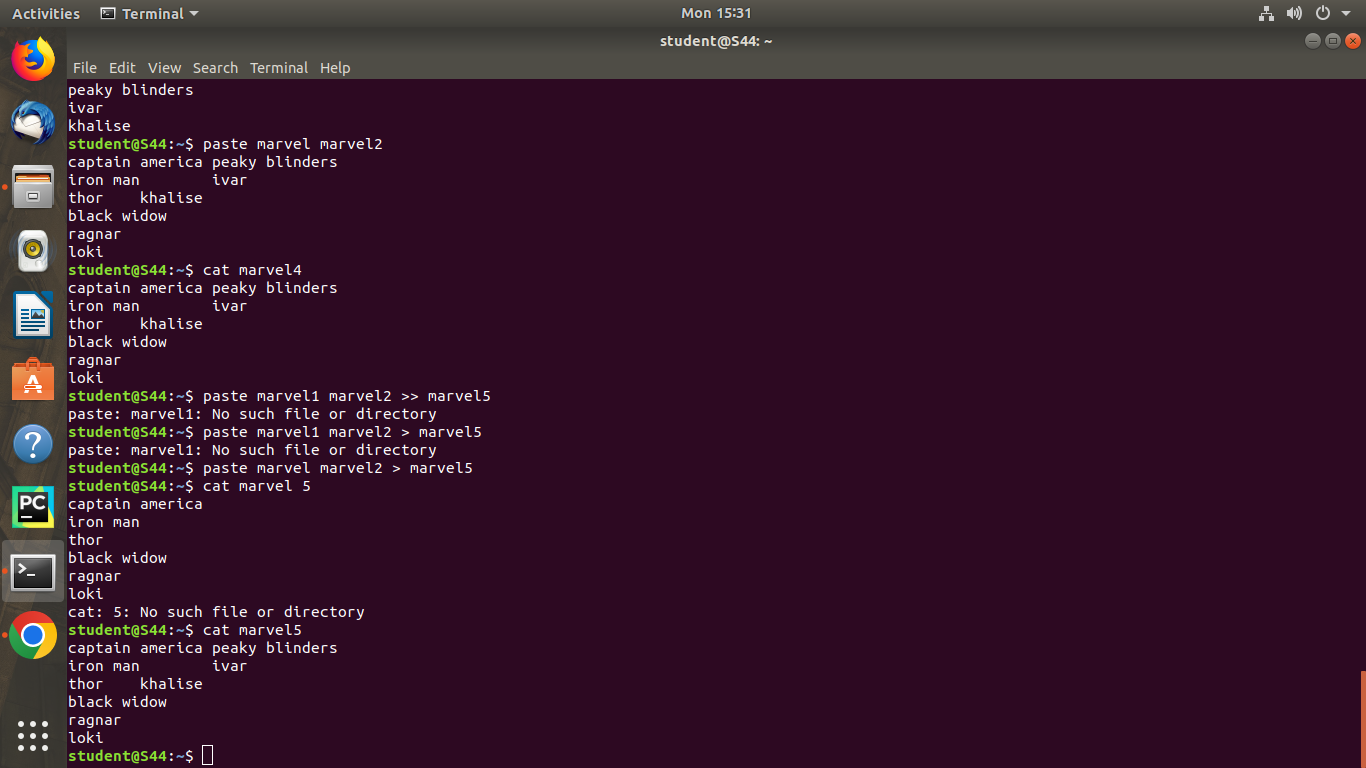 Activities Terminal Mon 15:31
student@S44: ~
File Edit View Search Terminal Help
peaky blinders
ivar
khalise
student@S44:~$ paste marvel marvel2
captain america peaky blinders
iron man        ivar
thor    khalise
black widow
ragnar
loki
student@S44:~$ cat marvel4
captain america peaky blinders
iron man        ivar
thor    khalise
black widow
ragnar
loki
student@S44:~$ paste marvel1 marvel2 >> marvel5
paste: marvel1: No such file or directory
student@S44:~$ paste marvel1 marvel2 > marvel5
paste: marvel1: No such file or directory
student@S44:~$ paste marvel marvel2 > marvel5
student@S44:~$ cat marvel 5
captain america
iron man
thor
black widow
ragnar
loki
cat: 5: No such file or directory
student@S44:~$ cat marvel5
captain america peaky blinders
iron man        ivar
thor    khalise
black widow
ragnar
loki
student@S44:~$
A
?
PC